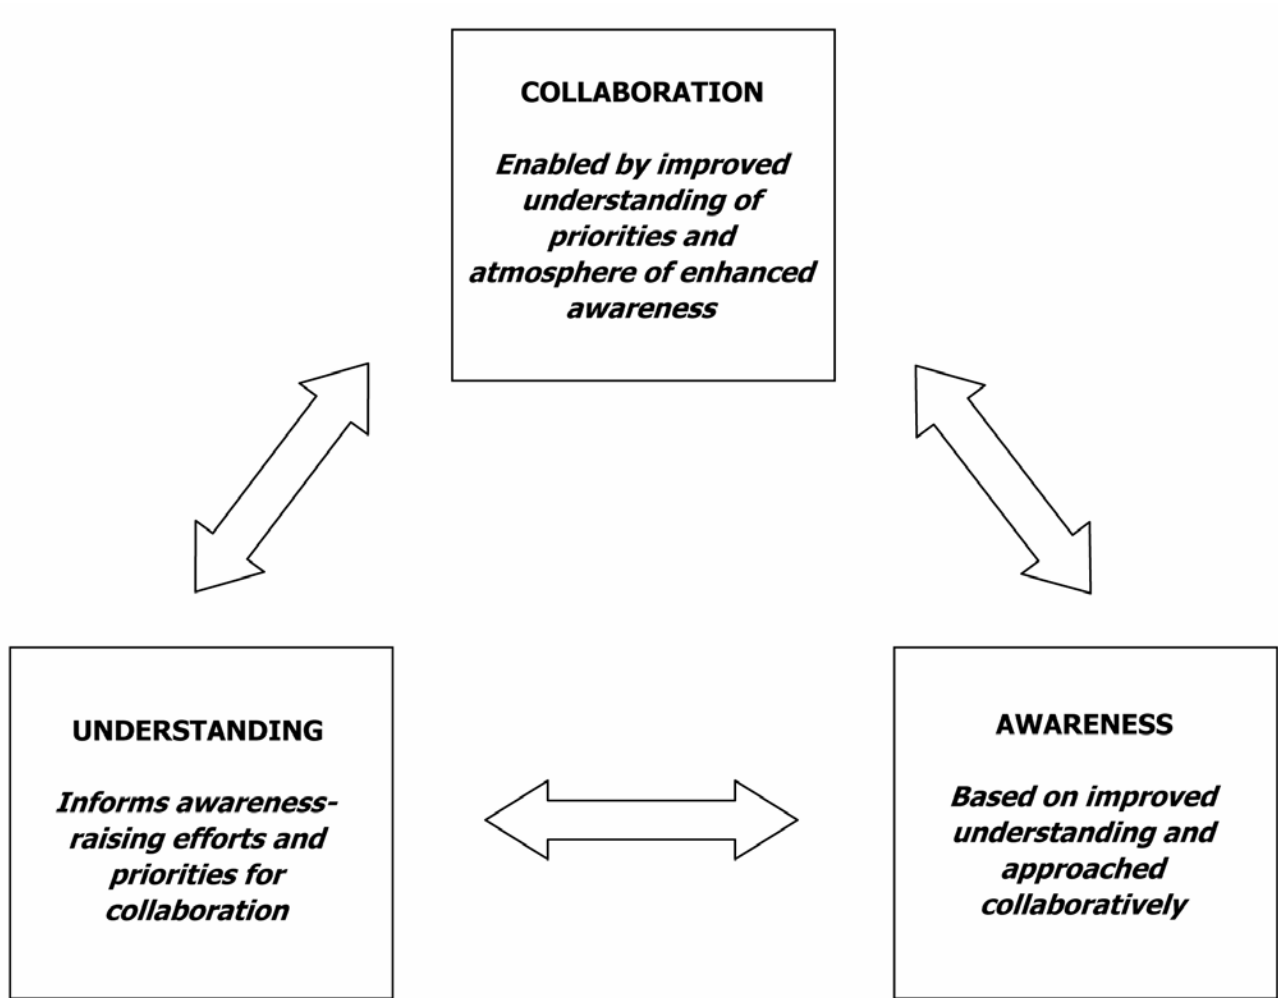 COLLABORATION
Enabled by improved
understanding of
priorities and
atmosphere of enhanced
awareness
UNDERSTANDING
Informs awareness-
raising efforts and
priorities for
collaboration
AWARENESS
Based on improved
understanding and
approached
collaboratively